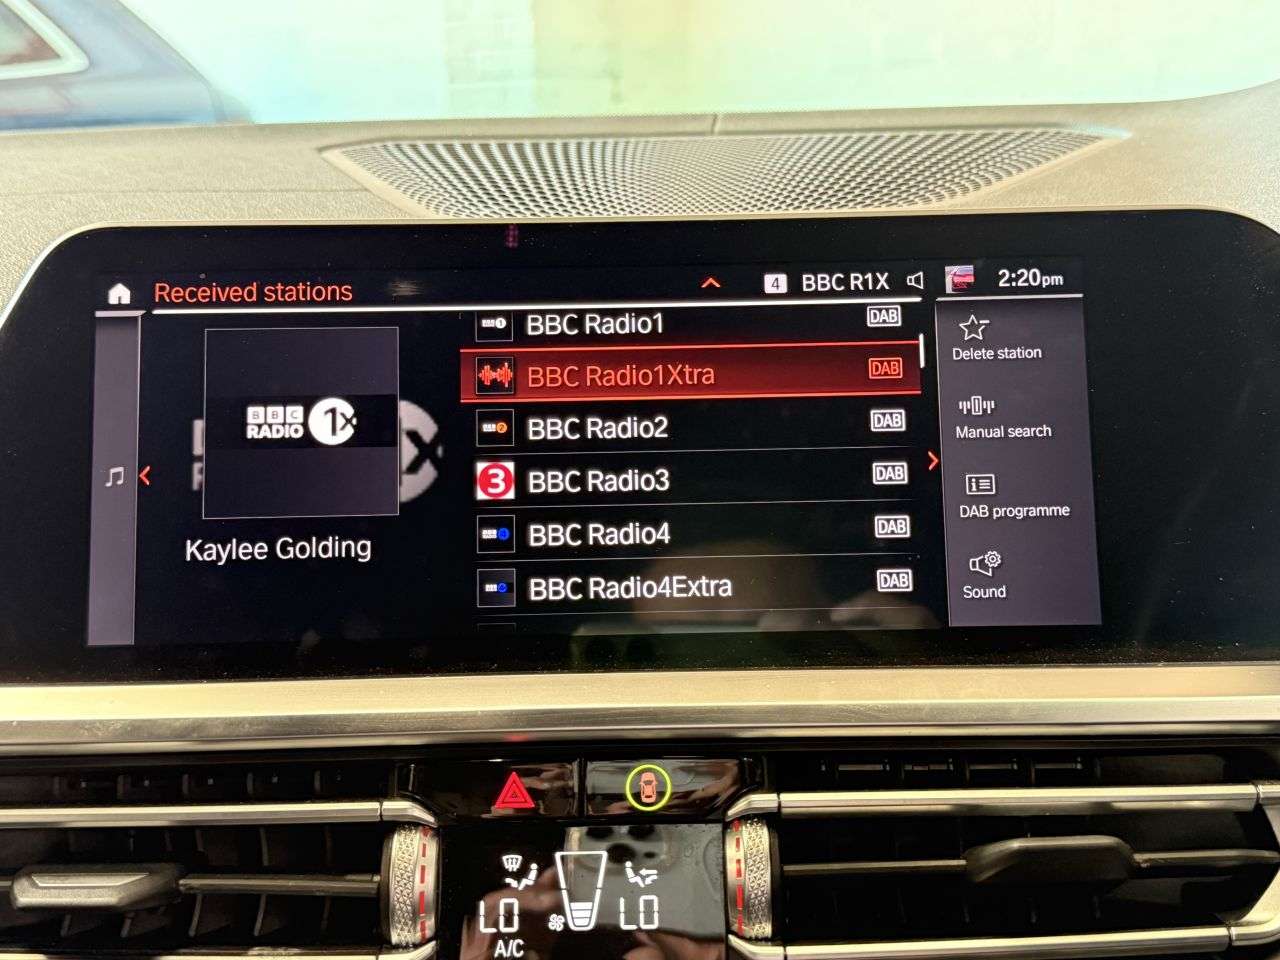 Received stations
4 BBC R1X
2:20pm
BBC RADIO 1x
Kaylee Golding
BBC Radio1 DAB
BBC Radio1Xtra DAB
BBC Radio2 DAB
3 BBC Radio3 DAB
BBC Radio4 DAB
BBC Radio4Extra DAB
Delete station
Manual search
DAB programme
Sound
LO LO
A/C